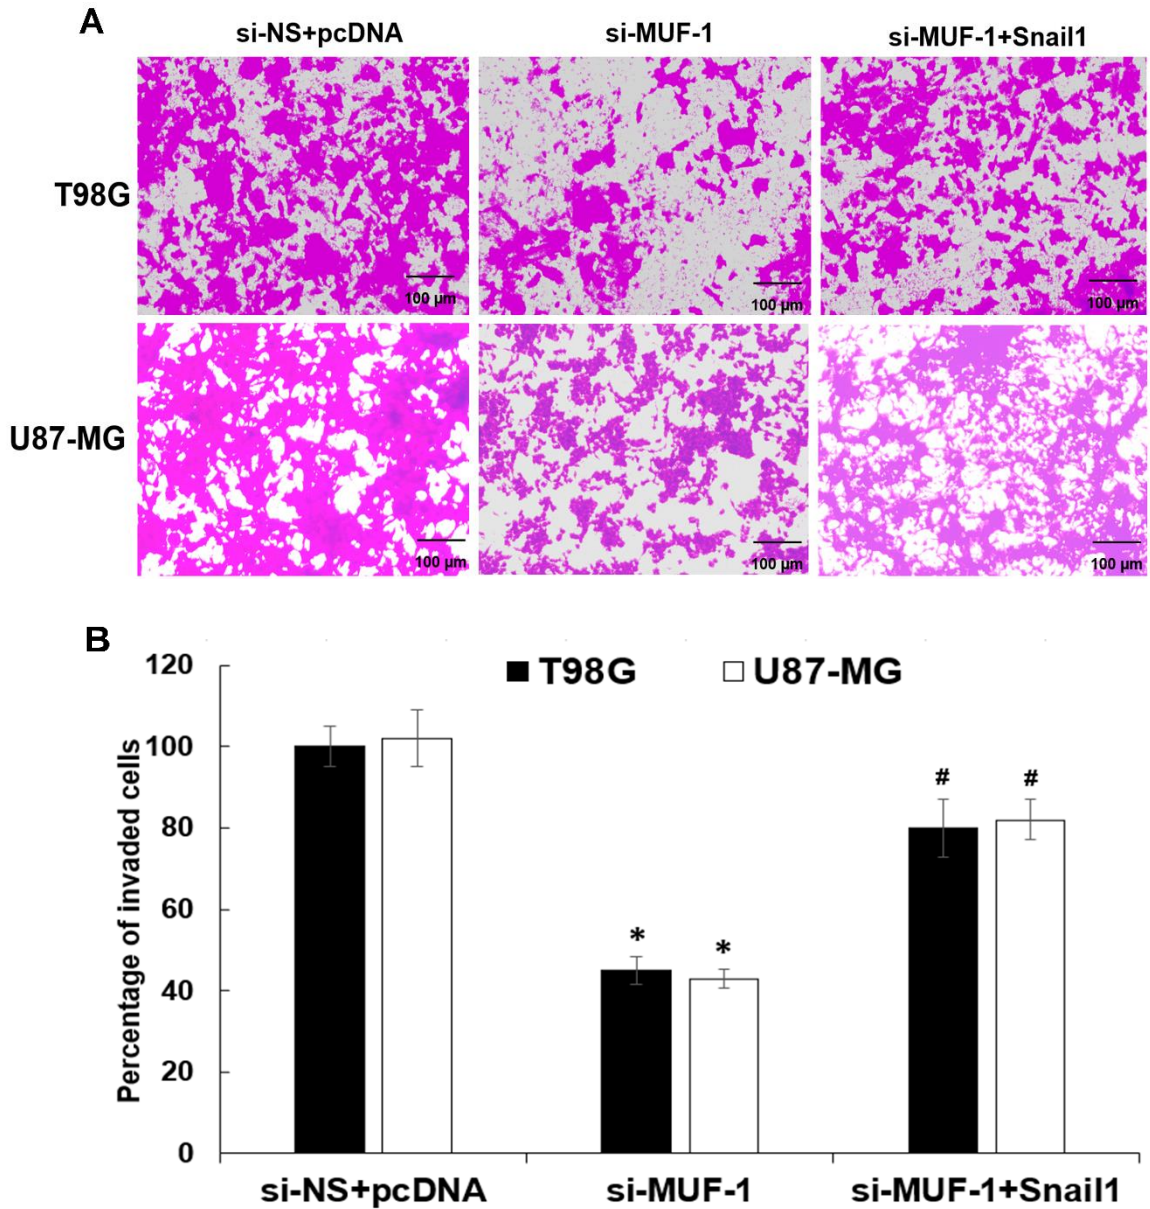 A
si-NS+pcDNA si-MUF-1 si-MUF-1+Snail1
T98G
100 µm 100 µm 100 µm
U87-MG
100 µm 100 µm 100 µm
B
T98G U87-MG
Percentage of invaded cells
120
100
80
60
40
20
0
# #
* *
si-NS+pcDNA si-MUF-1 si-MUF-1+Snail1